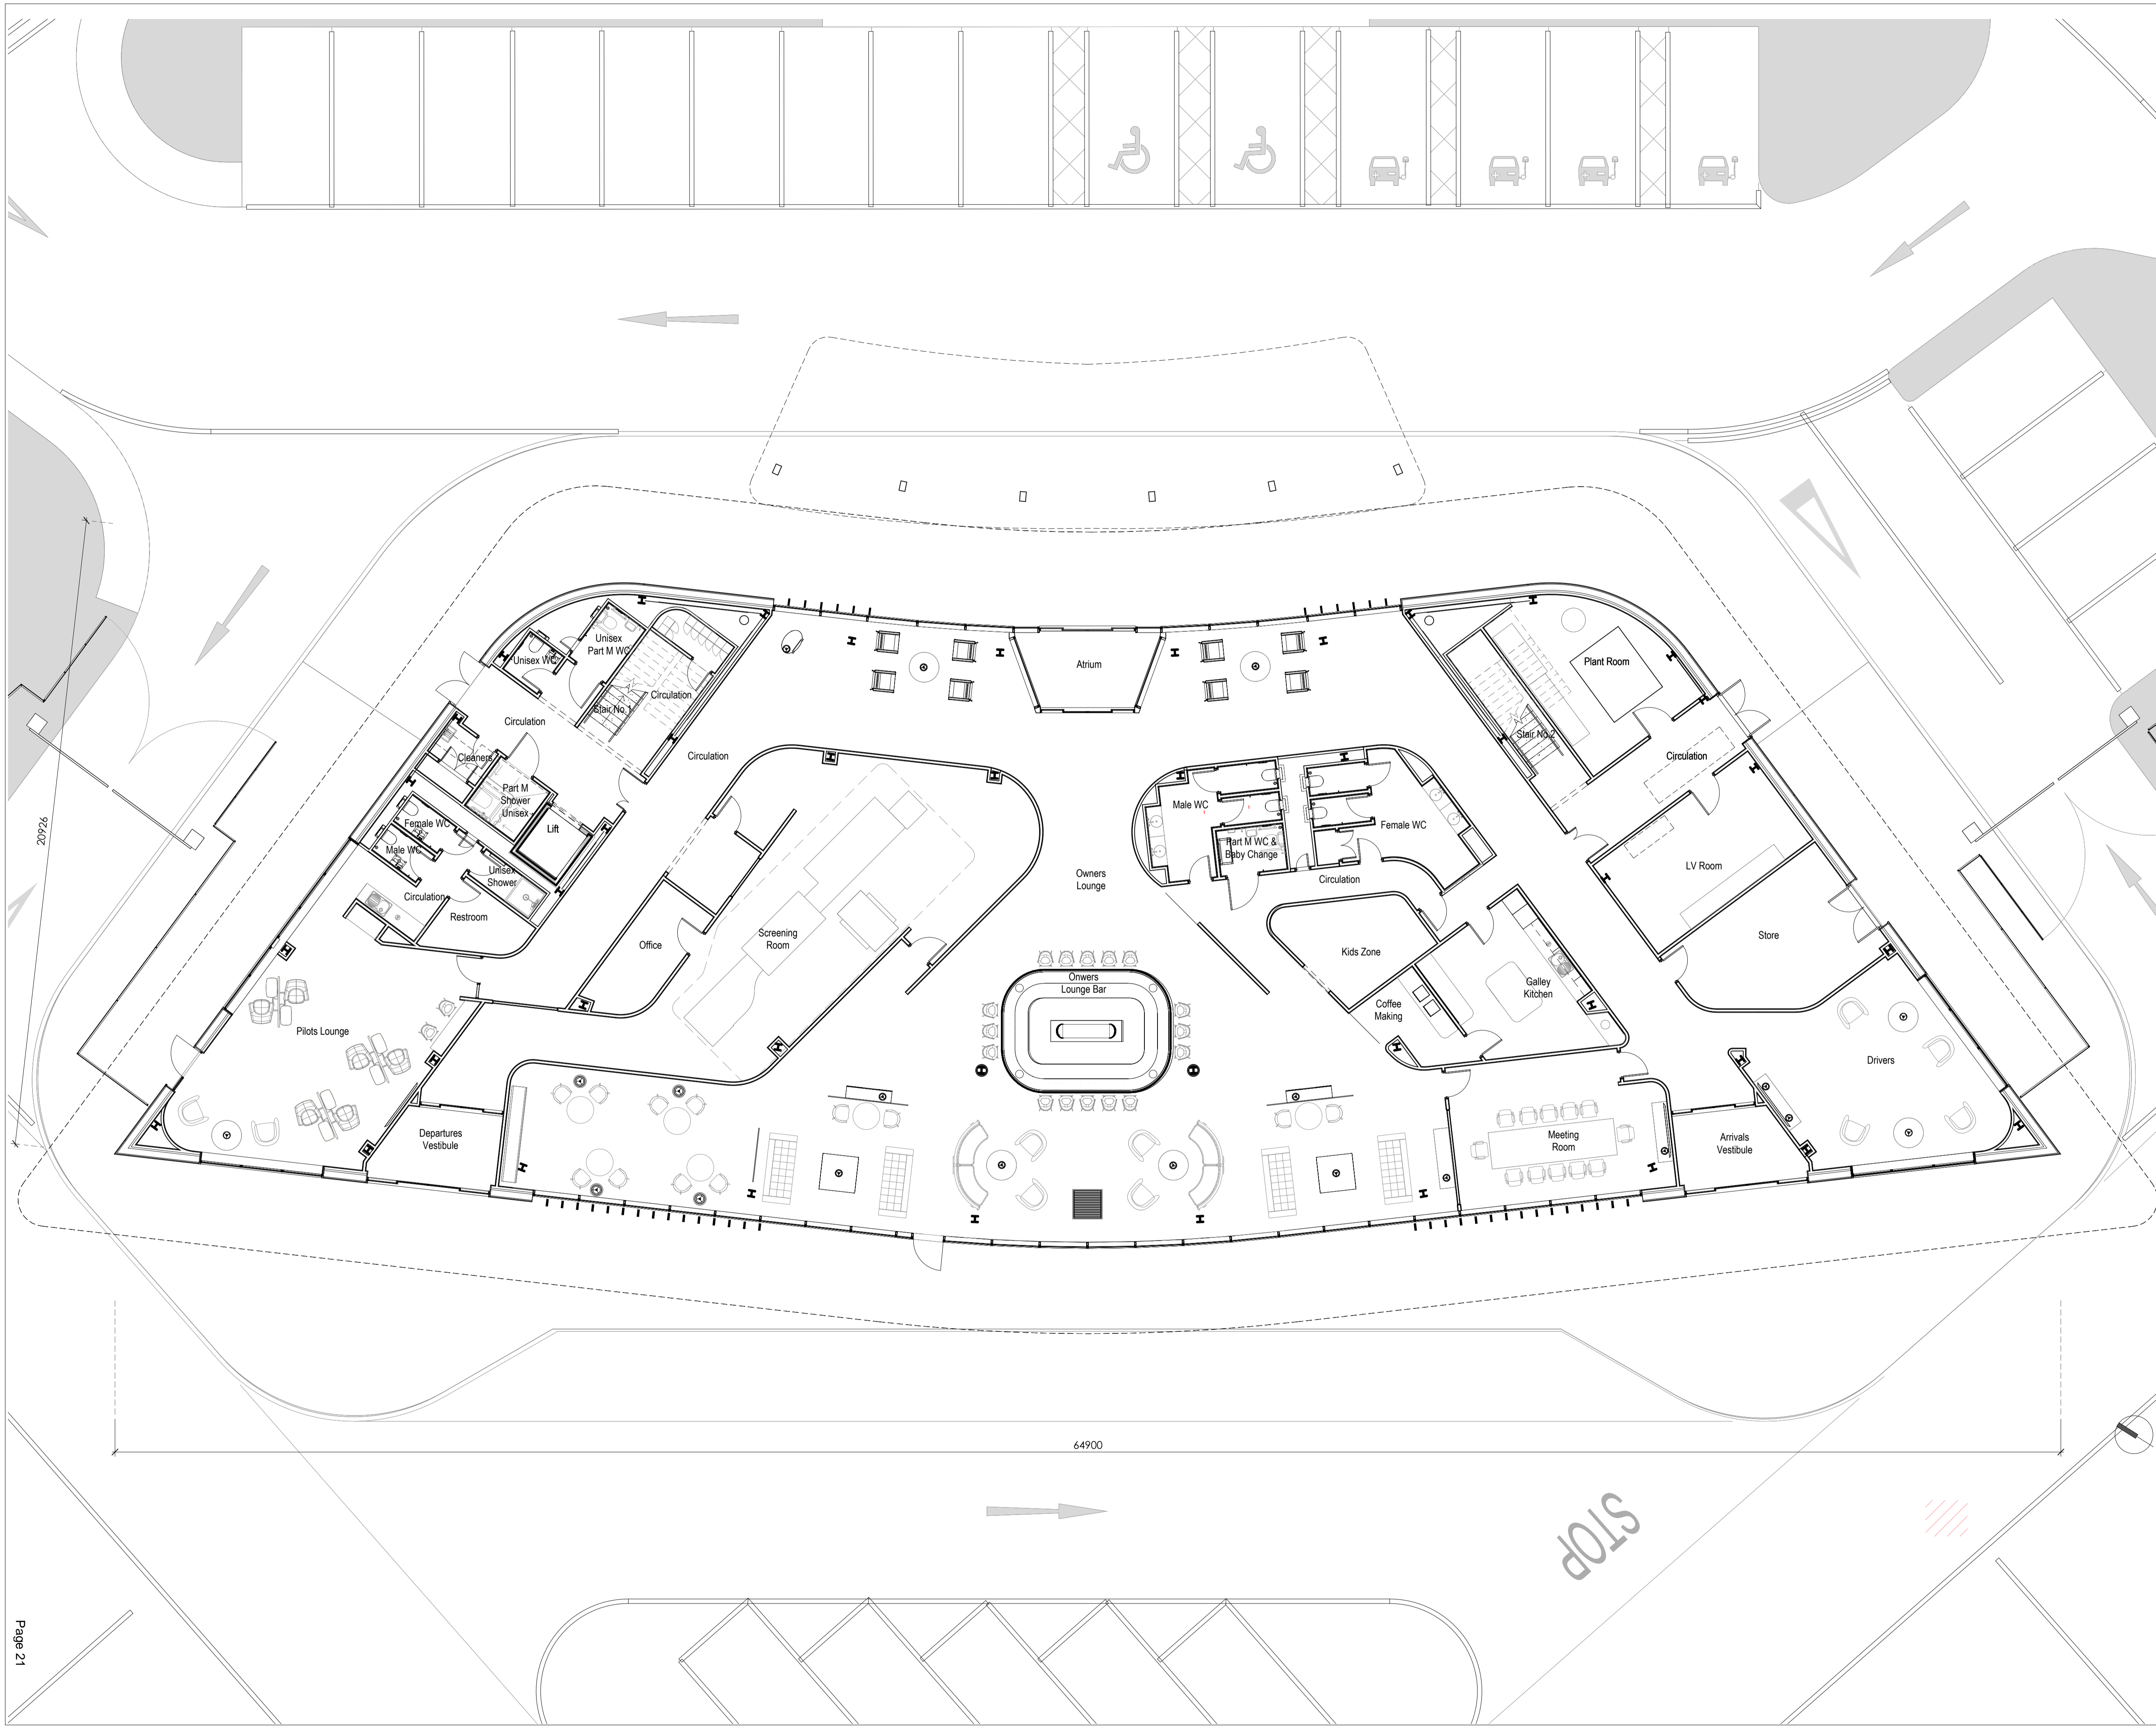 Unisex
Part M WC
Unisex WC
Circulation
Stair No.1
Circulation
Circulation
Cleaners
Part M
Shower
Unisex
Lift
Female WC
Male WC
Unisex
Shower
Circulation
Restroom
Pilots Lounge
Departures
Vestibule
Office
Screening
Room
Atrium
Owners
Lounge
Onwers
Lounge Bar
Male WC
Part M WC &
Baby Change
Female WC
Circulation
Kids Zone
Coffee
Making
Galley
Kitchen
Meeting
Room
Plant Room
Stair No.2
Circulation
LV Room
Store
Drivers
Arrivals
Vestibule
20926
64900
STOP
Page 21